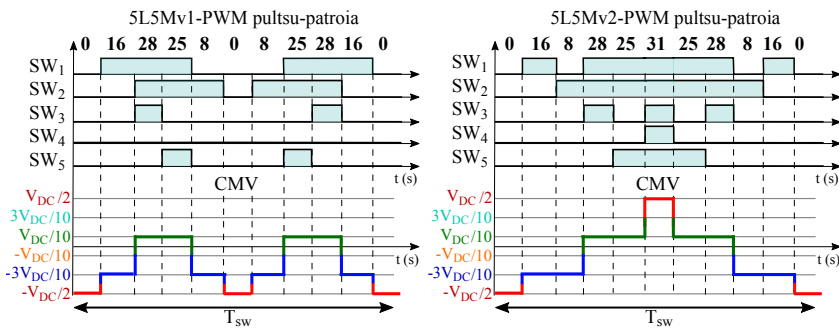 5L5Mv1-PWM pultsu-patroia
0 16 28 25 8 0 8 25 28 16 0
SW1
SW2
SW3
SW4
SW5
t (s)
CMV
VDC/2
3VDC/10
VDC/10
t (s)
-VDC/10
-3VDC/10
-VDC/2
Tsw
5L5Mv2-PWM pultsu-patroia
0 16 8 28 25 31 25 28 8 16 0
SW1
SW2
SW3
SW4
SW5
t (s)
CMV
VDC/2
3VDC/10
VDC/10
t (s)
-VDC/10
-3VDC/10
-VDC/2
Tsw